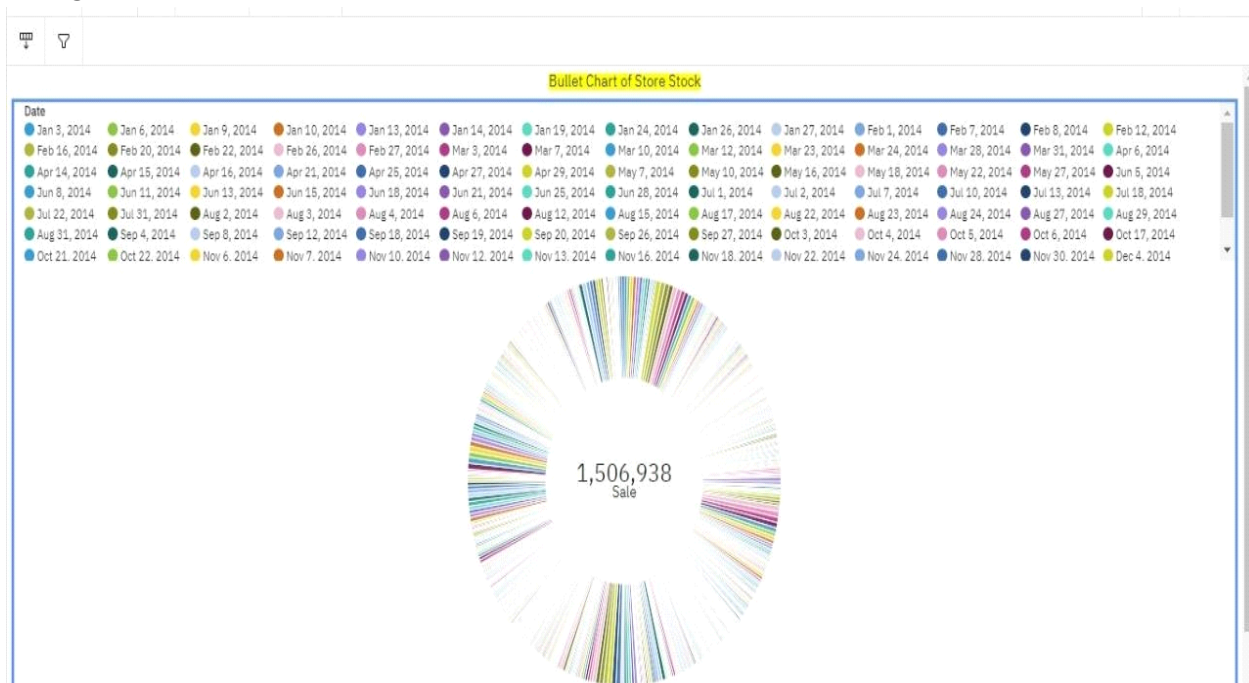 Bullet Chart of Store Stock
Date
Jan 3, 2014 Jan 6, 2014 Jan 9, 2014 Jan 10, 2014 Jan 13, 2014 Jan 14, 2014 Jan 19, 2014 Jan 24, 2014 Jan 26, 2014 Jan 27, 2014 Feb 1, 2014 Feb 7, 2014 Feb 8, 2014 Feb 12, 2014
Feb 16, 2014 Feb 20, 2014 Feb 22, 2014 Feb 26, 2014 Feb 27, 2014 Mar 3, 2014 Mar 7, 2014 Mar 10, 2014 Mar 12, 2014 Mar 23, 2014 Mar 24, 2014 Mar 28, 2014 Mar 31, 2014 Apr 6, 2014
Apr 14, 2014 Apr 15, 2014 Apr 16, 2014 Apr 21, 2014 Apr 25, 2014 Apr 27, 2014 Apr 29, 2014 May 7, 2014 May 10, 2014 May 16, 2014 May 18, 2014 May 22, 2014 May 27, 2014 Jun 5, 2014
Jun 8, 2014 Jun 11, 2014 Jun 13, 2014 Jun 15, 2014 Jun 18, 2014 Jun 21, 2014 Jun 25, 2014 Jun 28, 2014 Jul 1, 2014 Jul 2, 2014 Jul 7, 2014 Jul 10, 2014 Jul 13, 2014 Jul 18, 2014
Jul 22, 2014 Jul 31, 2014 Aug 2, 2014 Aug 3, 2014 Aug 4, 2014 Aug 6, 2014 Aug 12, 2014 Aug 15, 2014 Aug 17, 2014 Aug 22, 2014 Aug 23, 2014 Aug 24, 2014 Aug 27, 2014 Aug 29, 2014
Aug 31, 2014 Sep 4, 2014 Sep 8, 2014 Sep 12, 2014 Sep 18, 2014 Sep 19, 2014 Sep 20, 2014 Sep 26, 2014 Sep 27, 2014 Oct 3, 2014 Oct 4, 2014 Oct 5, 2014 Oct 6, 2014 Oct 17, 2014
Oct 21, 2014 Oct 22, 2014 Nov 6, 2014 Nov 7, 2014 Nov 10, 2014 Nov 12, 2014 Nov 13, 2014 Nov 16, 2014 Nov 18, 2014 Nov 22, 2014 Nov 24, 2014 Nov 28, 2014 Nov 30, 2014 Dec 4, 2014
1,506,938
Sale